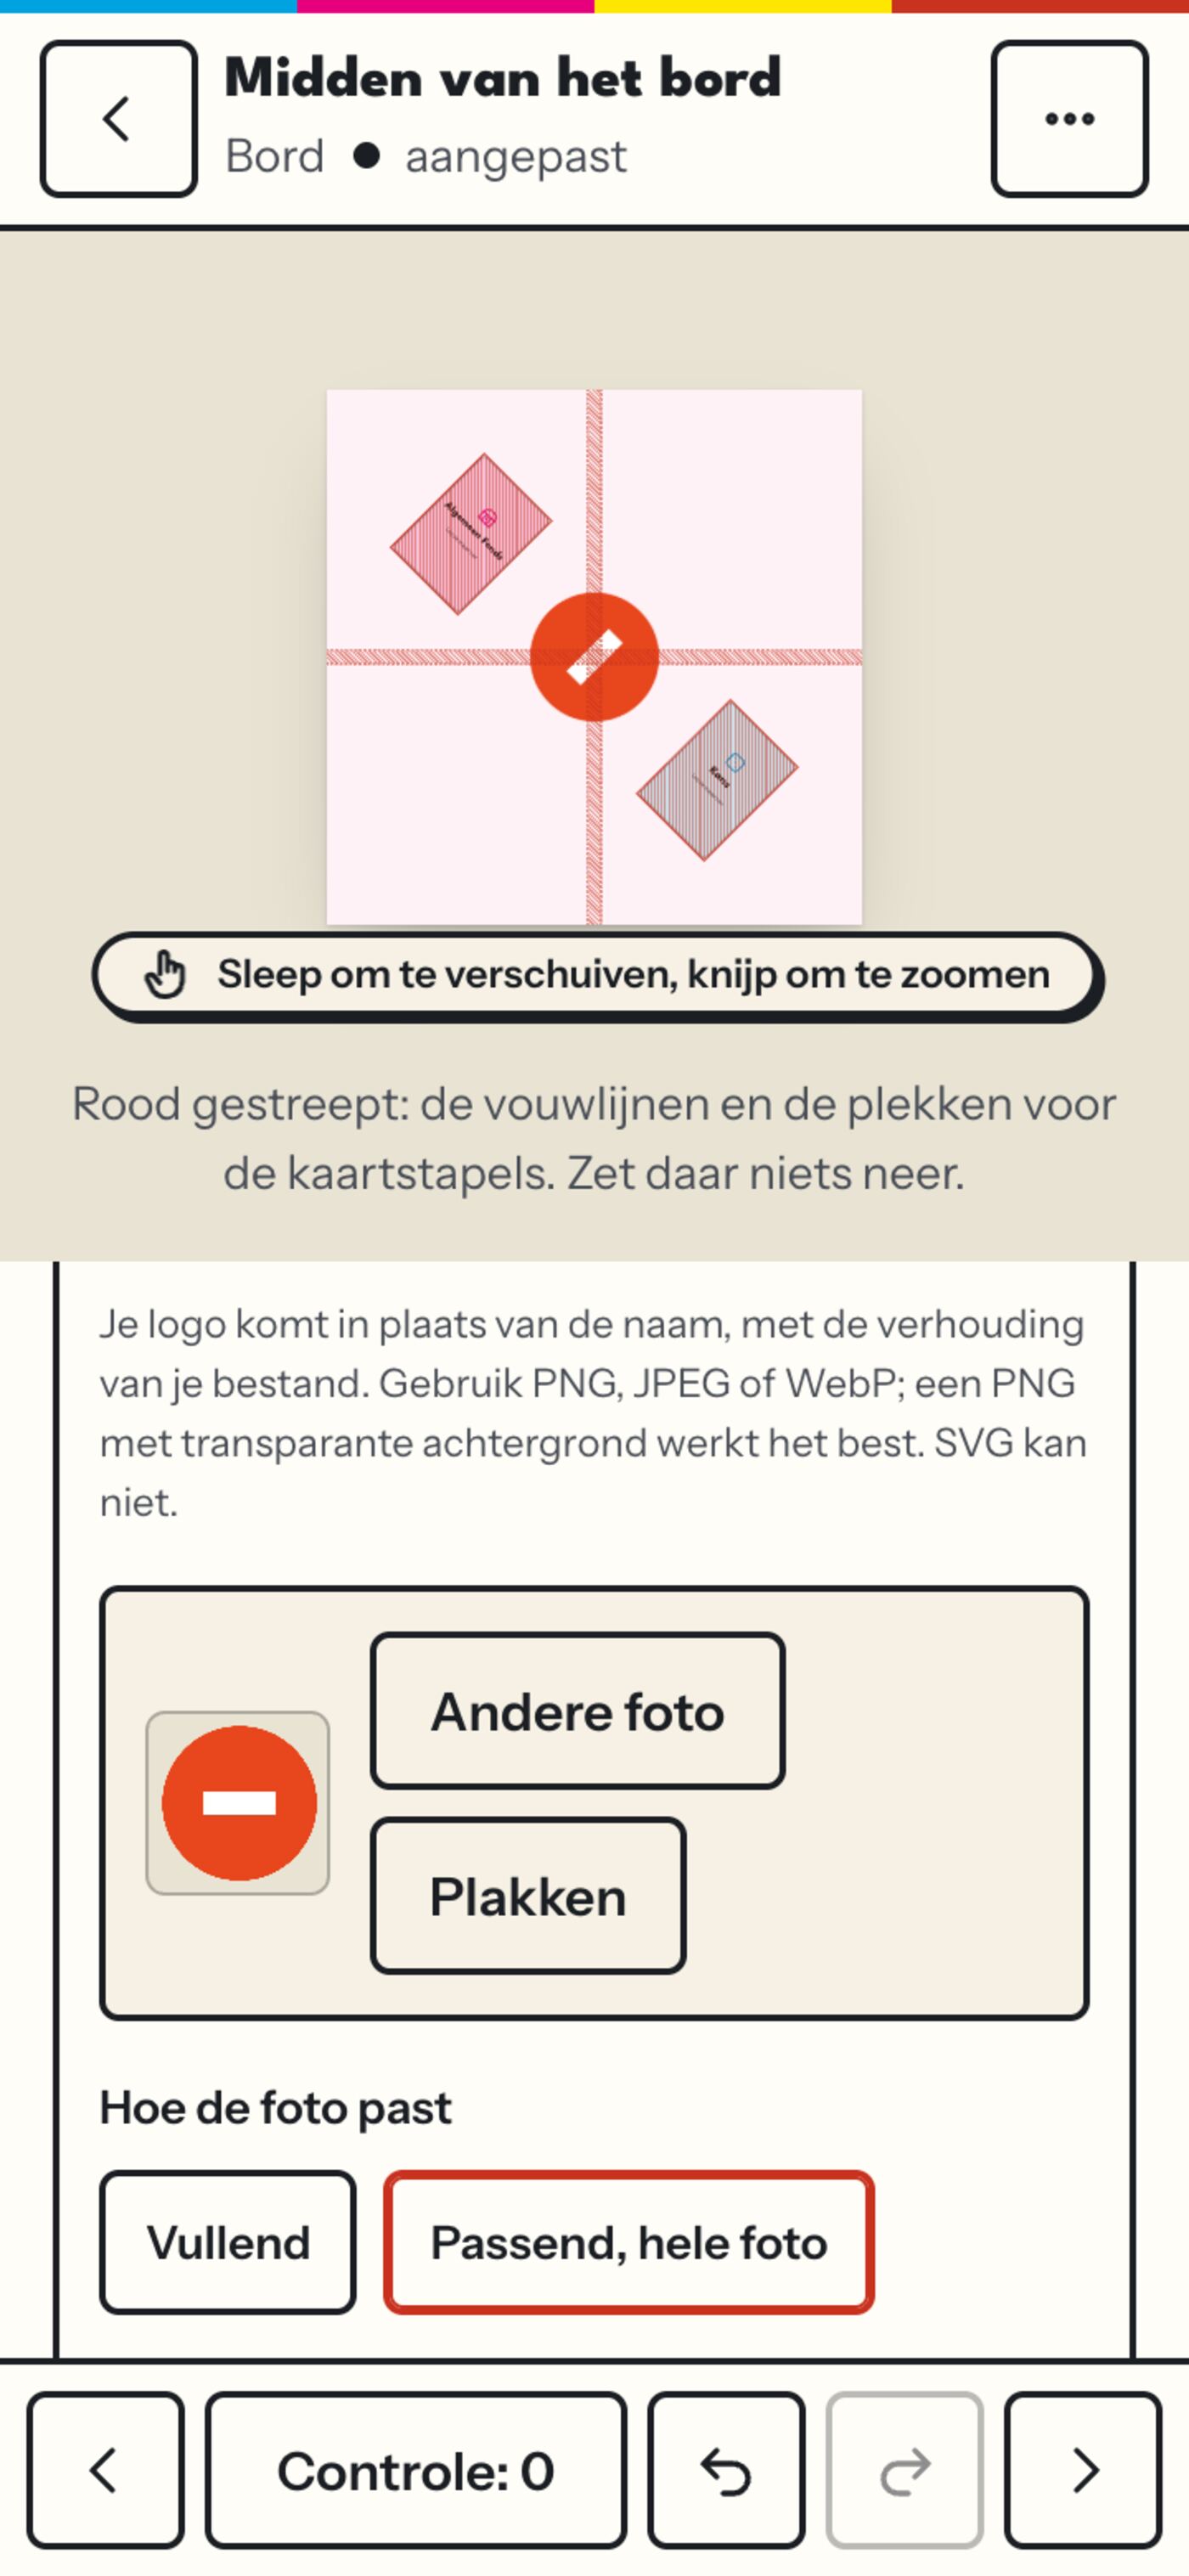 Midden van het bord
Bord ● aangepast
Algemeen Fonds
Kans
Sleep om te verschuiven, knijp om te zoomen
Rood gestreept: de vouwlijnen en de plekken voor
de kaartstapels. Zet daar niets neer.
Je logo komt in plaats van de naam, met de verhouding
van je bestand. Gebruik PNG, JPEG of WebP; een PNG
met transparante achtergrond werkt het best. SVG kan
niet.
Andere foto
Plakken
Hoe de foto past
Vullend
Passend, hele foto
Controle: 0